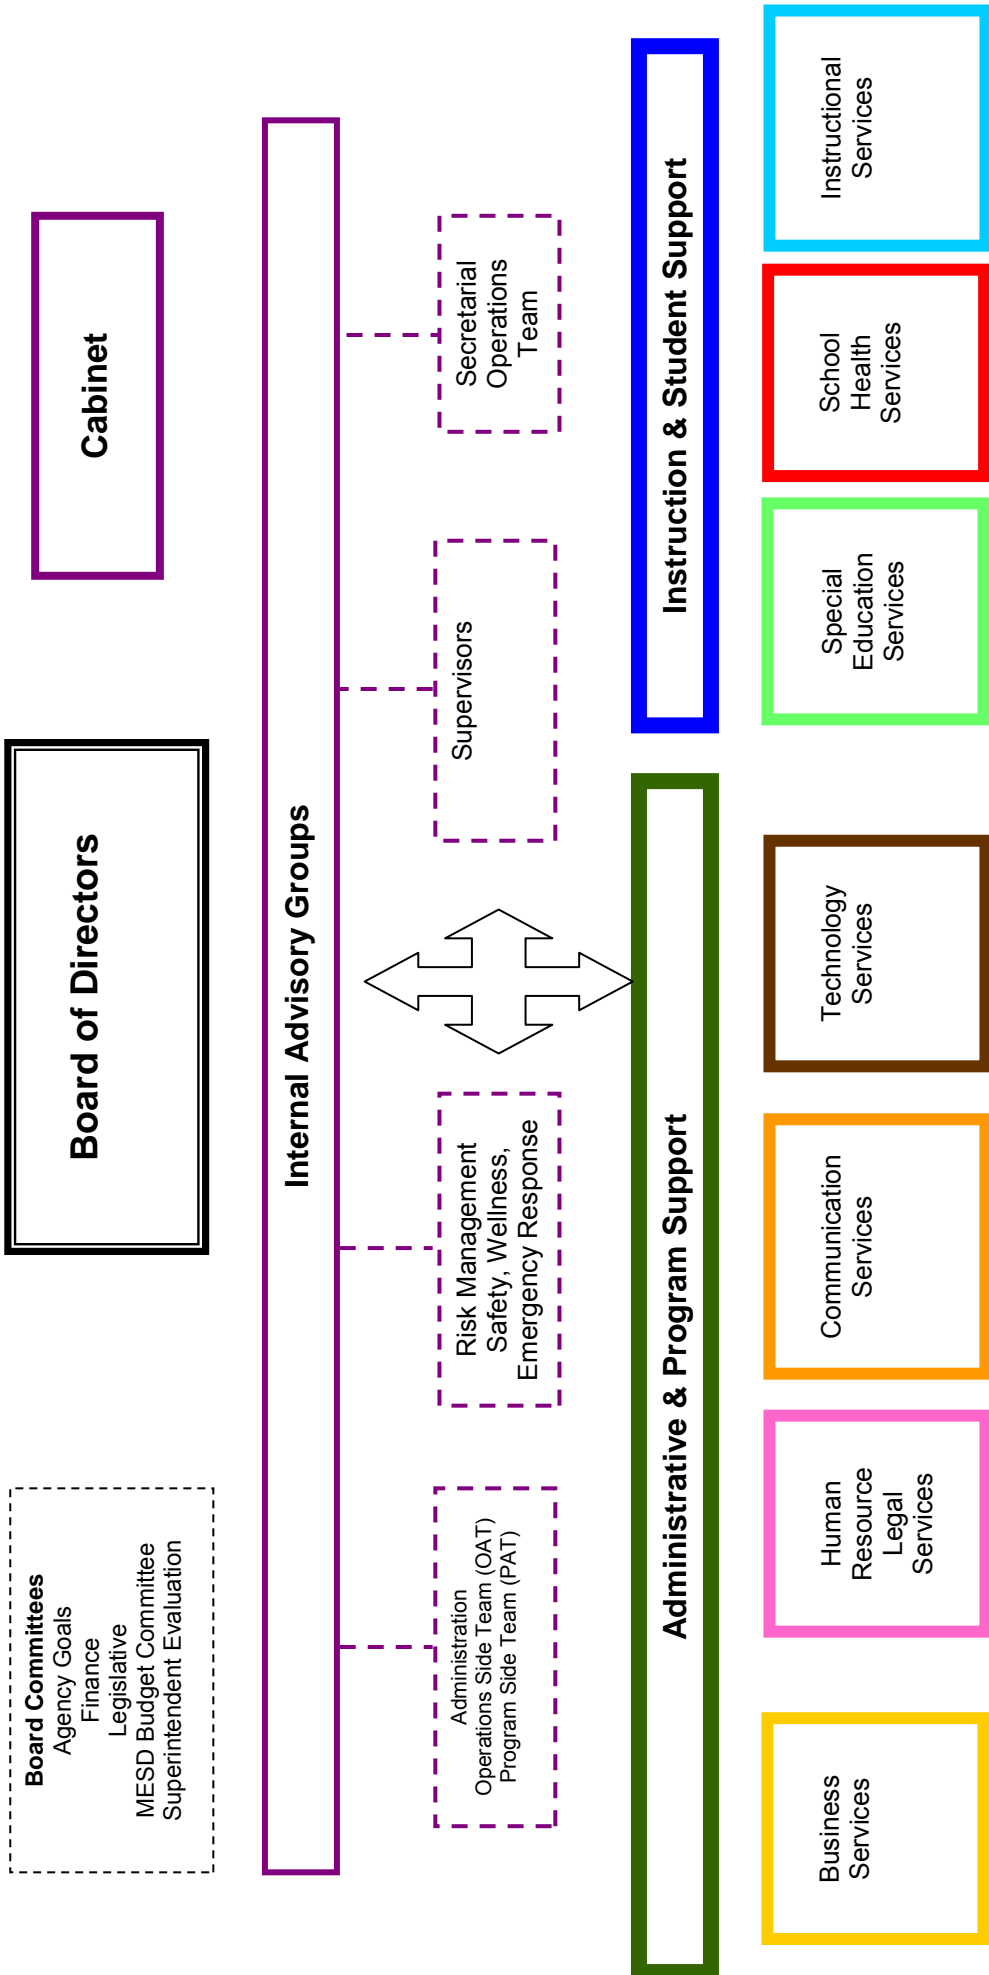 Board Committees
Agency Goals
Finance
Legislative
MESD Budget Committee
Superintendent Evaluation
Board of Directors
Cabinet
Internal Advisory Groups
Administration
Operations Side Team (OAT)
Program Side Team (PAT)
Risk Management
Safety, Wellness,
Emergency Response
Supervisors
Secretarial
Operations
Team
Administrative & Program Support
Instruction & Student Support
Business
Services
Human
Resource
Legal
Services
Communication
Services
Technology
Services
Special
Education
Services
School
Health
Services
Instructional
Services